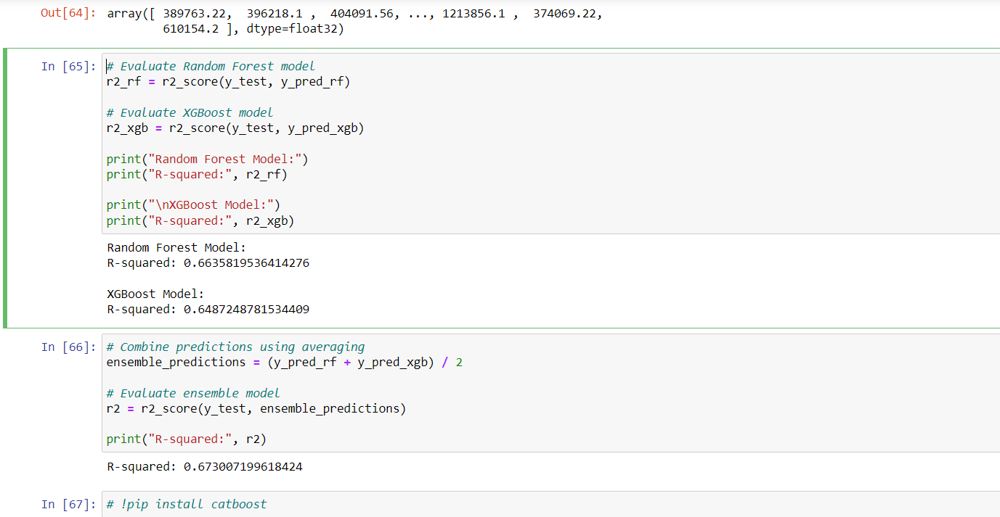 Out[64]: array([ 389763.22,  396218.1 ,  404091.56, ..., 1213856.1 ,  374069.22,
        610154.2 ], dtype=float32)
In [65]: # Evaluate Random Forest model
r2_rf = r2_score(y_test, y_pred_rf)
# Evaluate XGBoost model
r2_xgb = r2_score(y_test, y_pred_xgb)
print("Random Forest Model:")
print("R-squared:", r2_rf)
print("\nXGBoost Model:")
print("R-squared:", r2_xgb)
Random Forest Model:
R-squared: 0.6635819536414276
XGBoost Model:
R-squared: 0.6487248781534409
In [66]: # Combine predictions using averaging
ensemble_predictions = (y_pred_rf + y_pred_xgb) / 2
# Evaluate ensemble model
r2 = r2_score(y_test, ensemble_predictions)
print("R-squared:", r2)
R-squared: 0.673007199618424
In [67]: # !pip install catboost